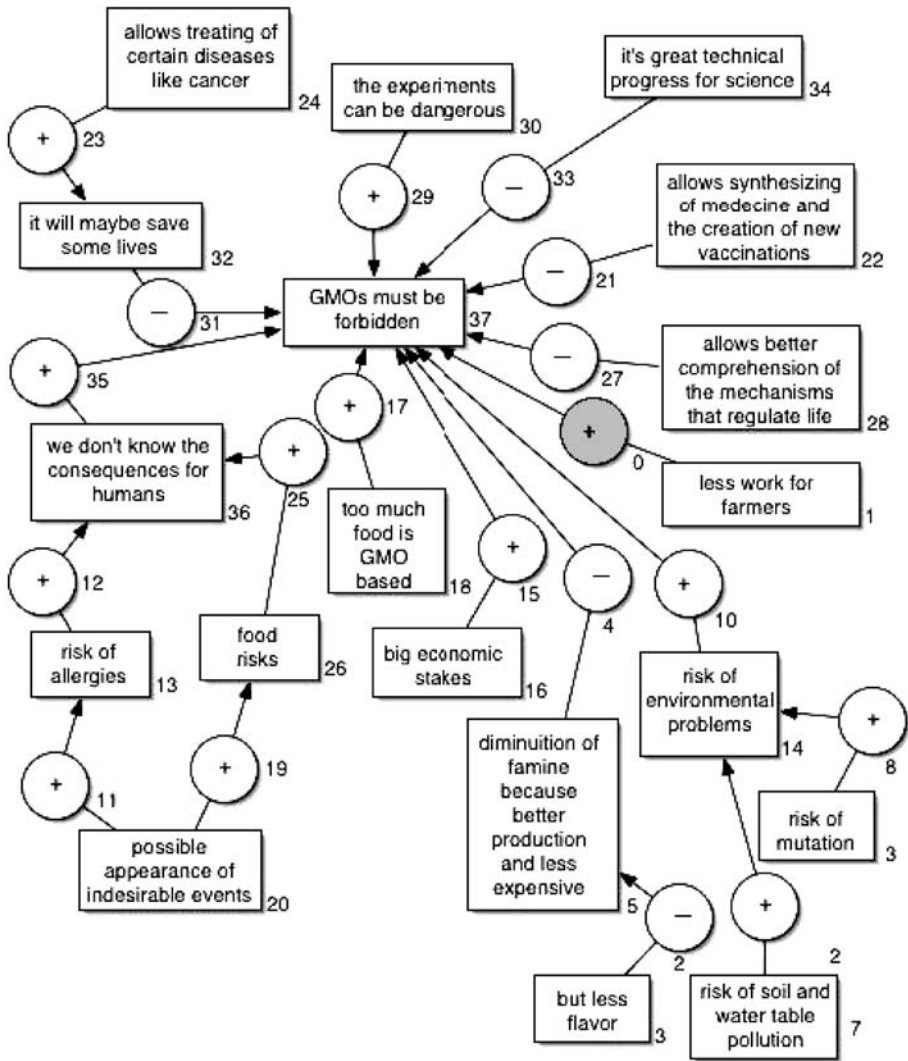 allows treating of
certain diseases
like cancer
24
+
23
the experiments
can be dangerous
30
+
29
it's great technical
progress for science
34
−
33
it will maybe save
some lives
32
−
31
allows synthesizing
of medecine and
the creation of new
vaccinations
22
−
21
GMOs must be
forbidden
37
allows better
comprehension of
the mechanisms
that regulate life
28
−
27
+
35
+
17
+
0
less work for
farmers
1
we don't know the
consequences for
humans
36
+
25
too much
food is
GMO
based
18
+
15
−
4
+
10
+
12
risk of
allergies
13
food
risks
26
big economic
stakes
16
risk of
environmental
problems
14
+
8
+
11
+
19
diminuition of
famine
because
better
production
and less
expensive
5
risk of
mutation
3
possible
appearance of
indesirable events
20
−
2
+
2
but less
flavor
3
risk of soil and
water table
pollution
7